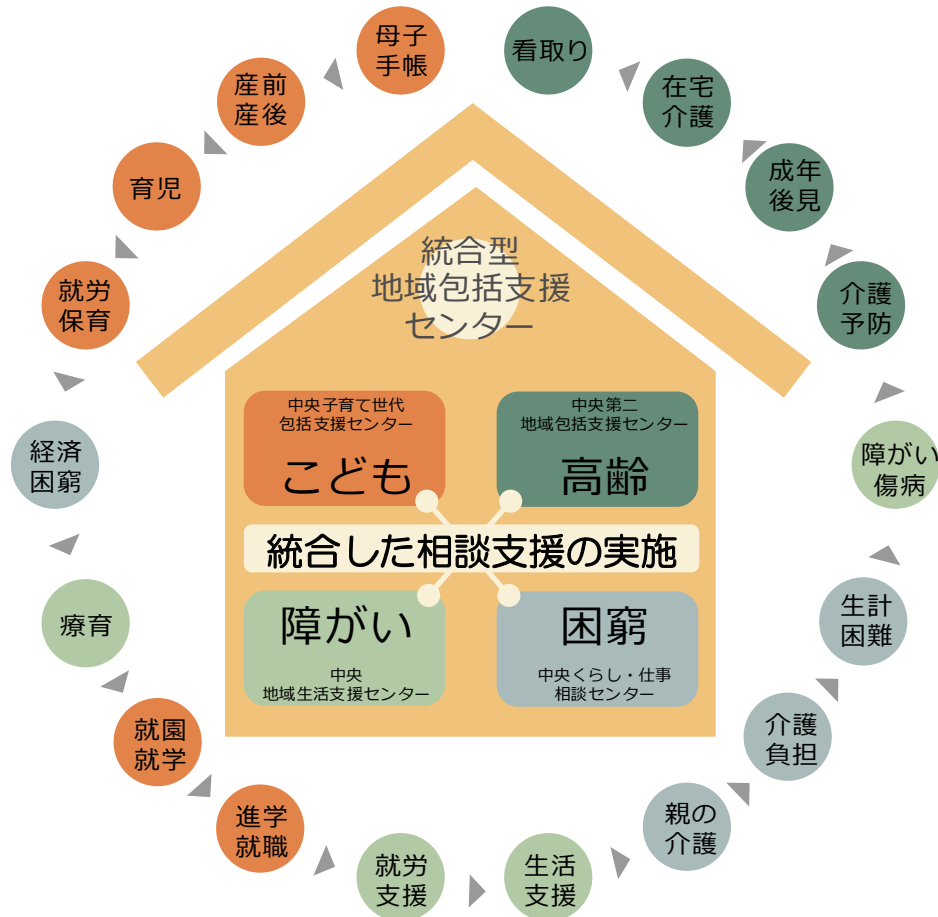 母子
手帳
産前
産後
育児
就労
保育
経済
困窮
療育
就園
就学
進学
就職
就労
支援
生活
支援
親の
介護
介護
負担
生計
困難
障がい
傷病
介護
予防
成年
後見
在宅
介護
看取り
統合型
地域包括支援
センター
中央子育て世代
包括支援センター
こども
中央第二
地域包括支援センター
高齢
統合した相談支援の実施
障がい
中央
地域生活支援センター
困窮
中央くらし・仕事
相談センター